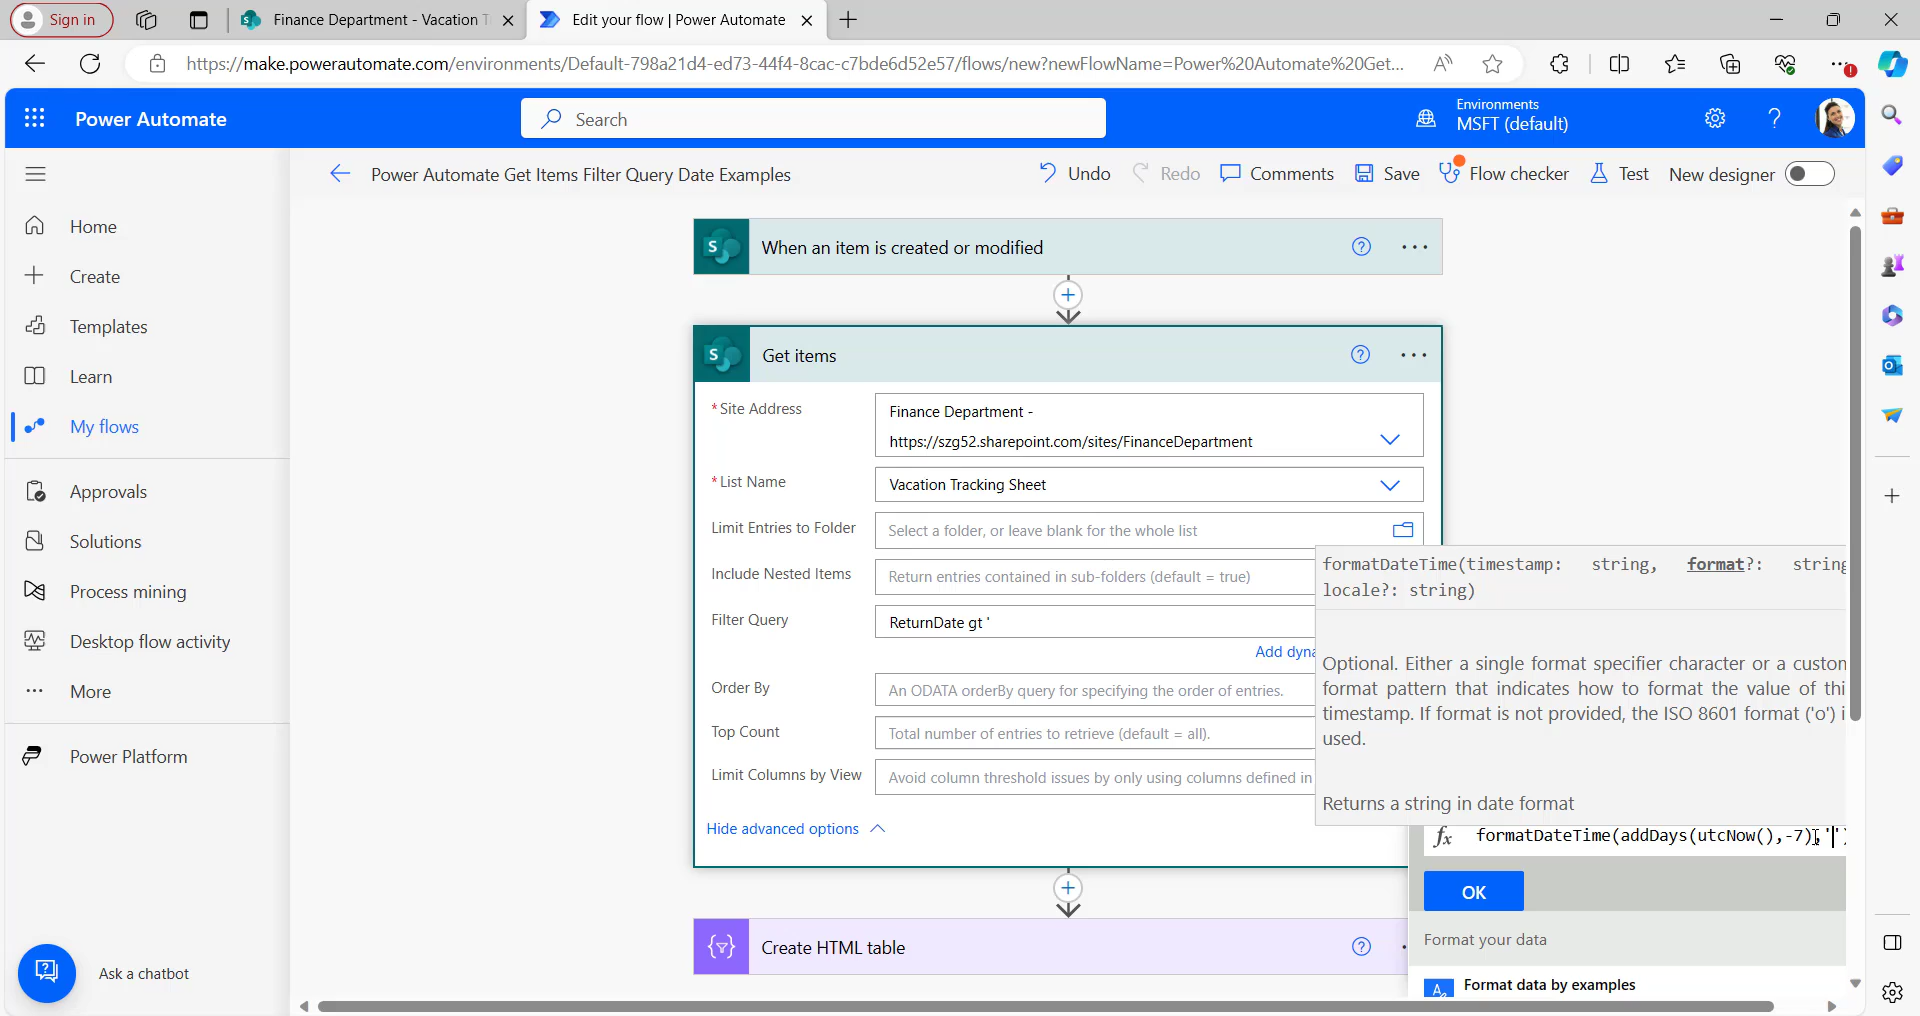 Sign in
Finance Department - Vacation T
Edit your flow | Power Automate
https://make.powerautomate.com/environments/Default-798a21d4-ed73-44f4-8cac-c7bde6d52e57/flows/new?newFlowName=Power%20Automate%20Get...
Power Automate
Search
Environments
MSFT (default)
Power Automate Get Items Filter Query Date Examples
Undo
Redo
Comments
Save
Flow checker
Test
New designer
Home
Create
Templates
Learn
My flows
Approvals
Solutions
Process mining
Desktop flow activity
More
Power Platform
Ask a chatbot
When an item is created or modified
Get items
* Site Address
Finance Department -
https://szg52.sharepoint.com/sites/FinanceDepartment
* List Name
Vacation Tracking Sheet
Limit Entries to Folder
Select a folder, or leave blank for the whole list
Include Nested Items
Return entries contained in sub-folders (default = true)
Filter Query
ReturnDate gt '
Add dyna
Order By
An ODATA orderBy query for specifying the order of entries.
Top Count
Total number of entries to retrieve (default = all).
Limit Columns by View
Avoid column threshold issues by only using columns defined in
Hide advanced options
formatDateTime(timestamp: string, format?: string
locale?: string)
Optional. Either a single format specifier character or a custom
format pattern that indicates how to format the value of thi
timestamp. If format is not provided, the ISO 8601 format ('o') i
used.
Returns a string in date format
fx formatDateTime(addDays(utcNow(),-7),'')
OK
Format your data
Format data by examples
Create HTML table